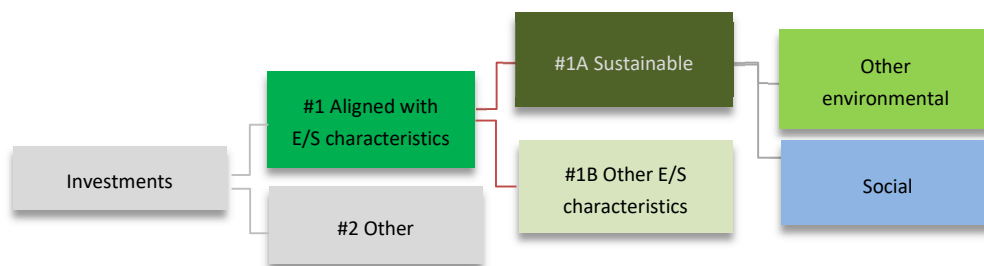 Investments
#1 Aligned with
E/S characteristics
#2 Other
#1A Sustainable
#1B Other E/S
characteristics
Other
environmental
Social